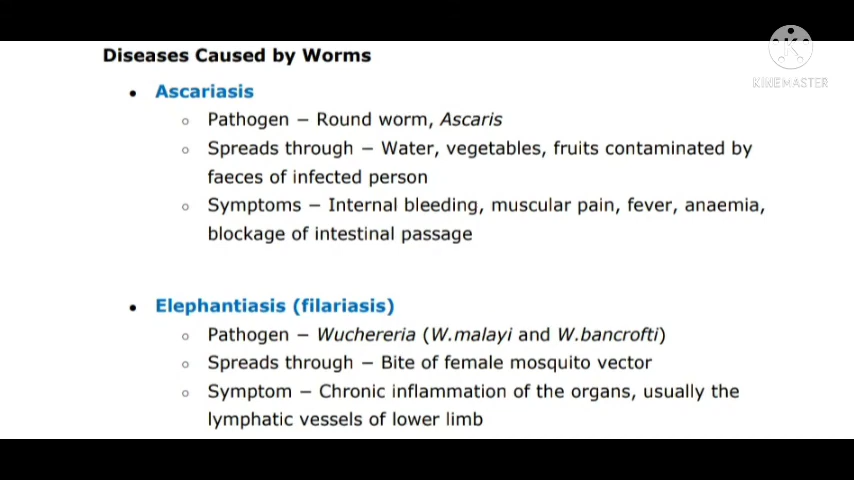 Diseases Caused by Worms
K
KINEMASTER
• Ascariasis
o Pathogen – Round worm, Ascaris
o Spreads through – Water, vegetables, fruits contaminated by
faeces of infected person
o Symptoms – Internal bleeding, muscular pain, fever, anaemia,
blockage of intestinal passage
• Elephantiasis (filariasis)
o Pathogen – Wuchereria (W.malayi and W.bancrofti)
o Spreads through – Bite of female mosquito vector
o Symptom – Chronic inflammation of the organs, usually the
lymphatic vessels of lower limb